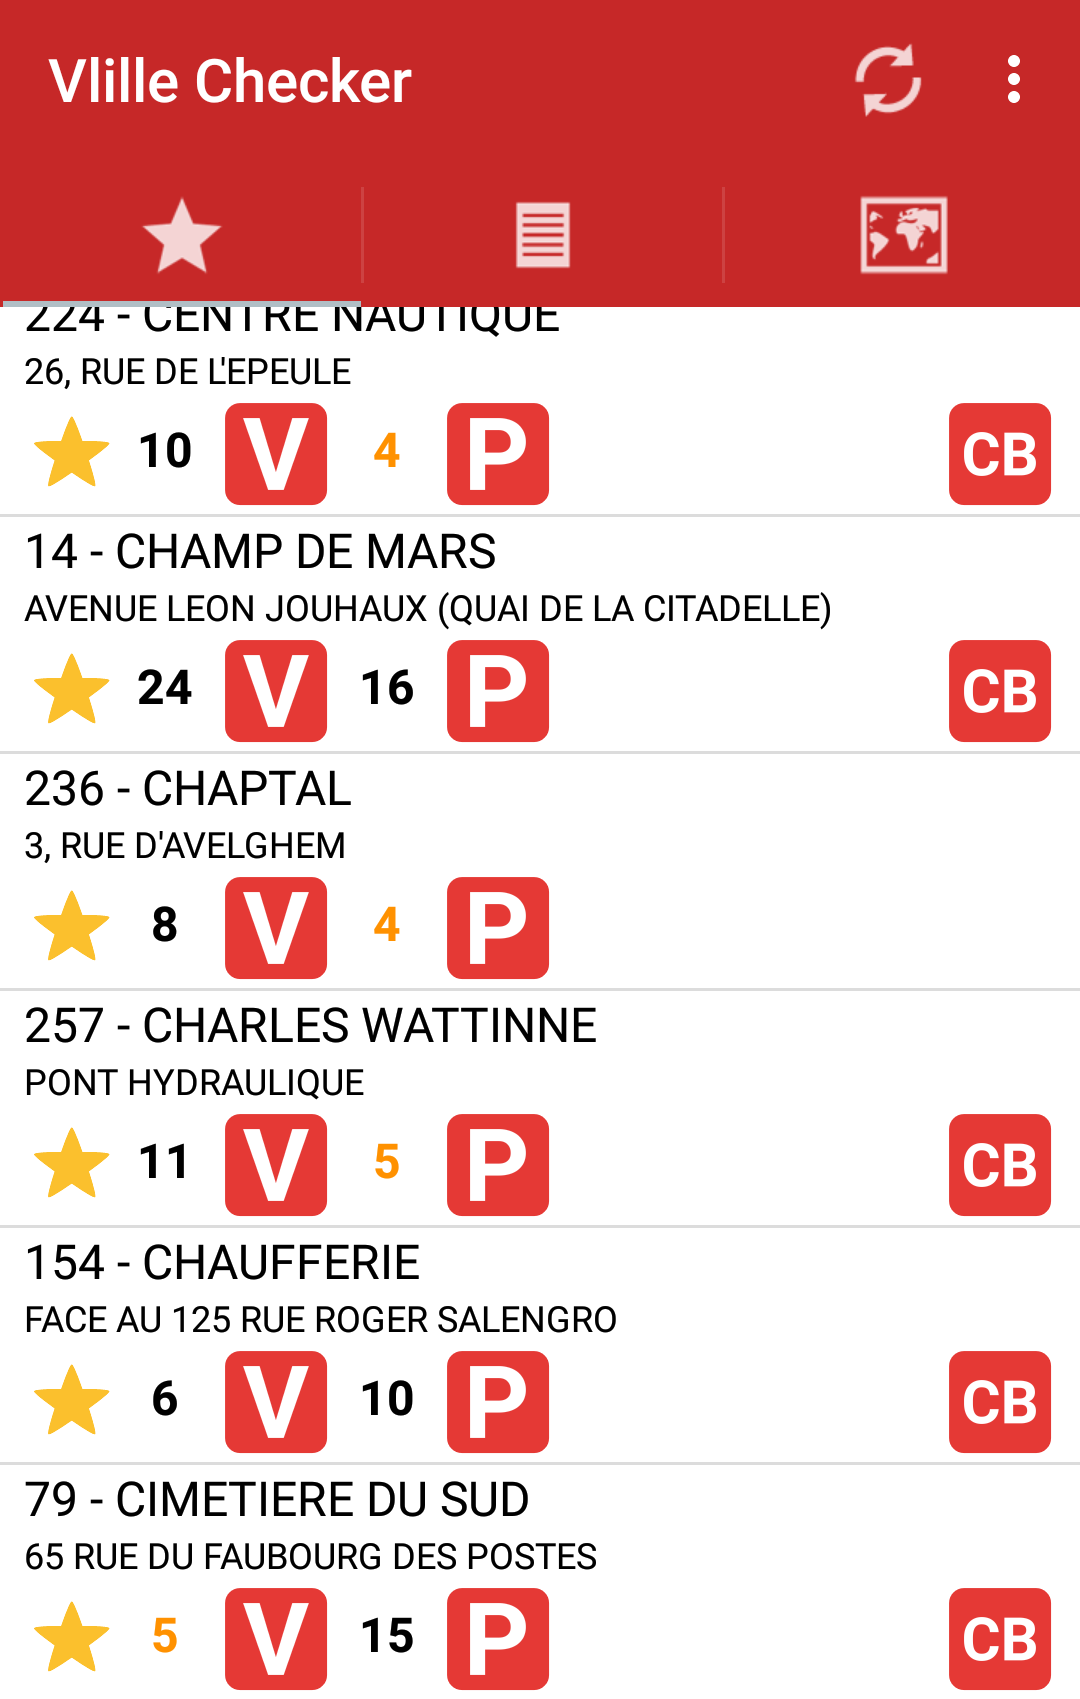 Vlille Checker
224 - CENTRE NAUTIQUE
26, RUE DE L'EPEULE
10 V 4 P CB
14 - CHAMP DE MARS
AVENUE LEON JOUHAUX (QUAI DE LA CITADELLE)
24 V 16 P CB
236 - CHAPTAL
3, RUE D'AVELGHEM
8 V 4 P
257 - CHARLES WATTINNE
PONT HYDRAULIQUE
11 V 5 P CB
154 - CHAUFFERIE
FACE AU 125 RUE ROGER SALENGRO
6 V 10 P CB
79 - CIMETIERE DU SUD
65 RUE DU FAUBOURG DES POSTES
5 V 15 P CB